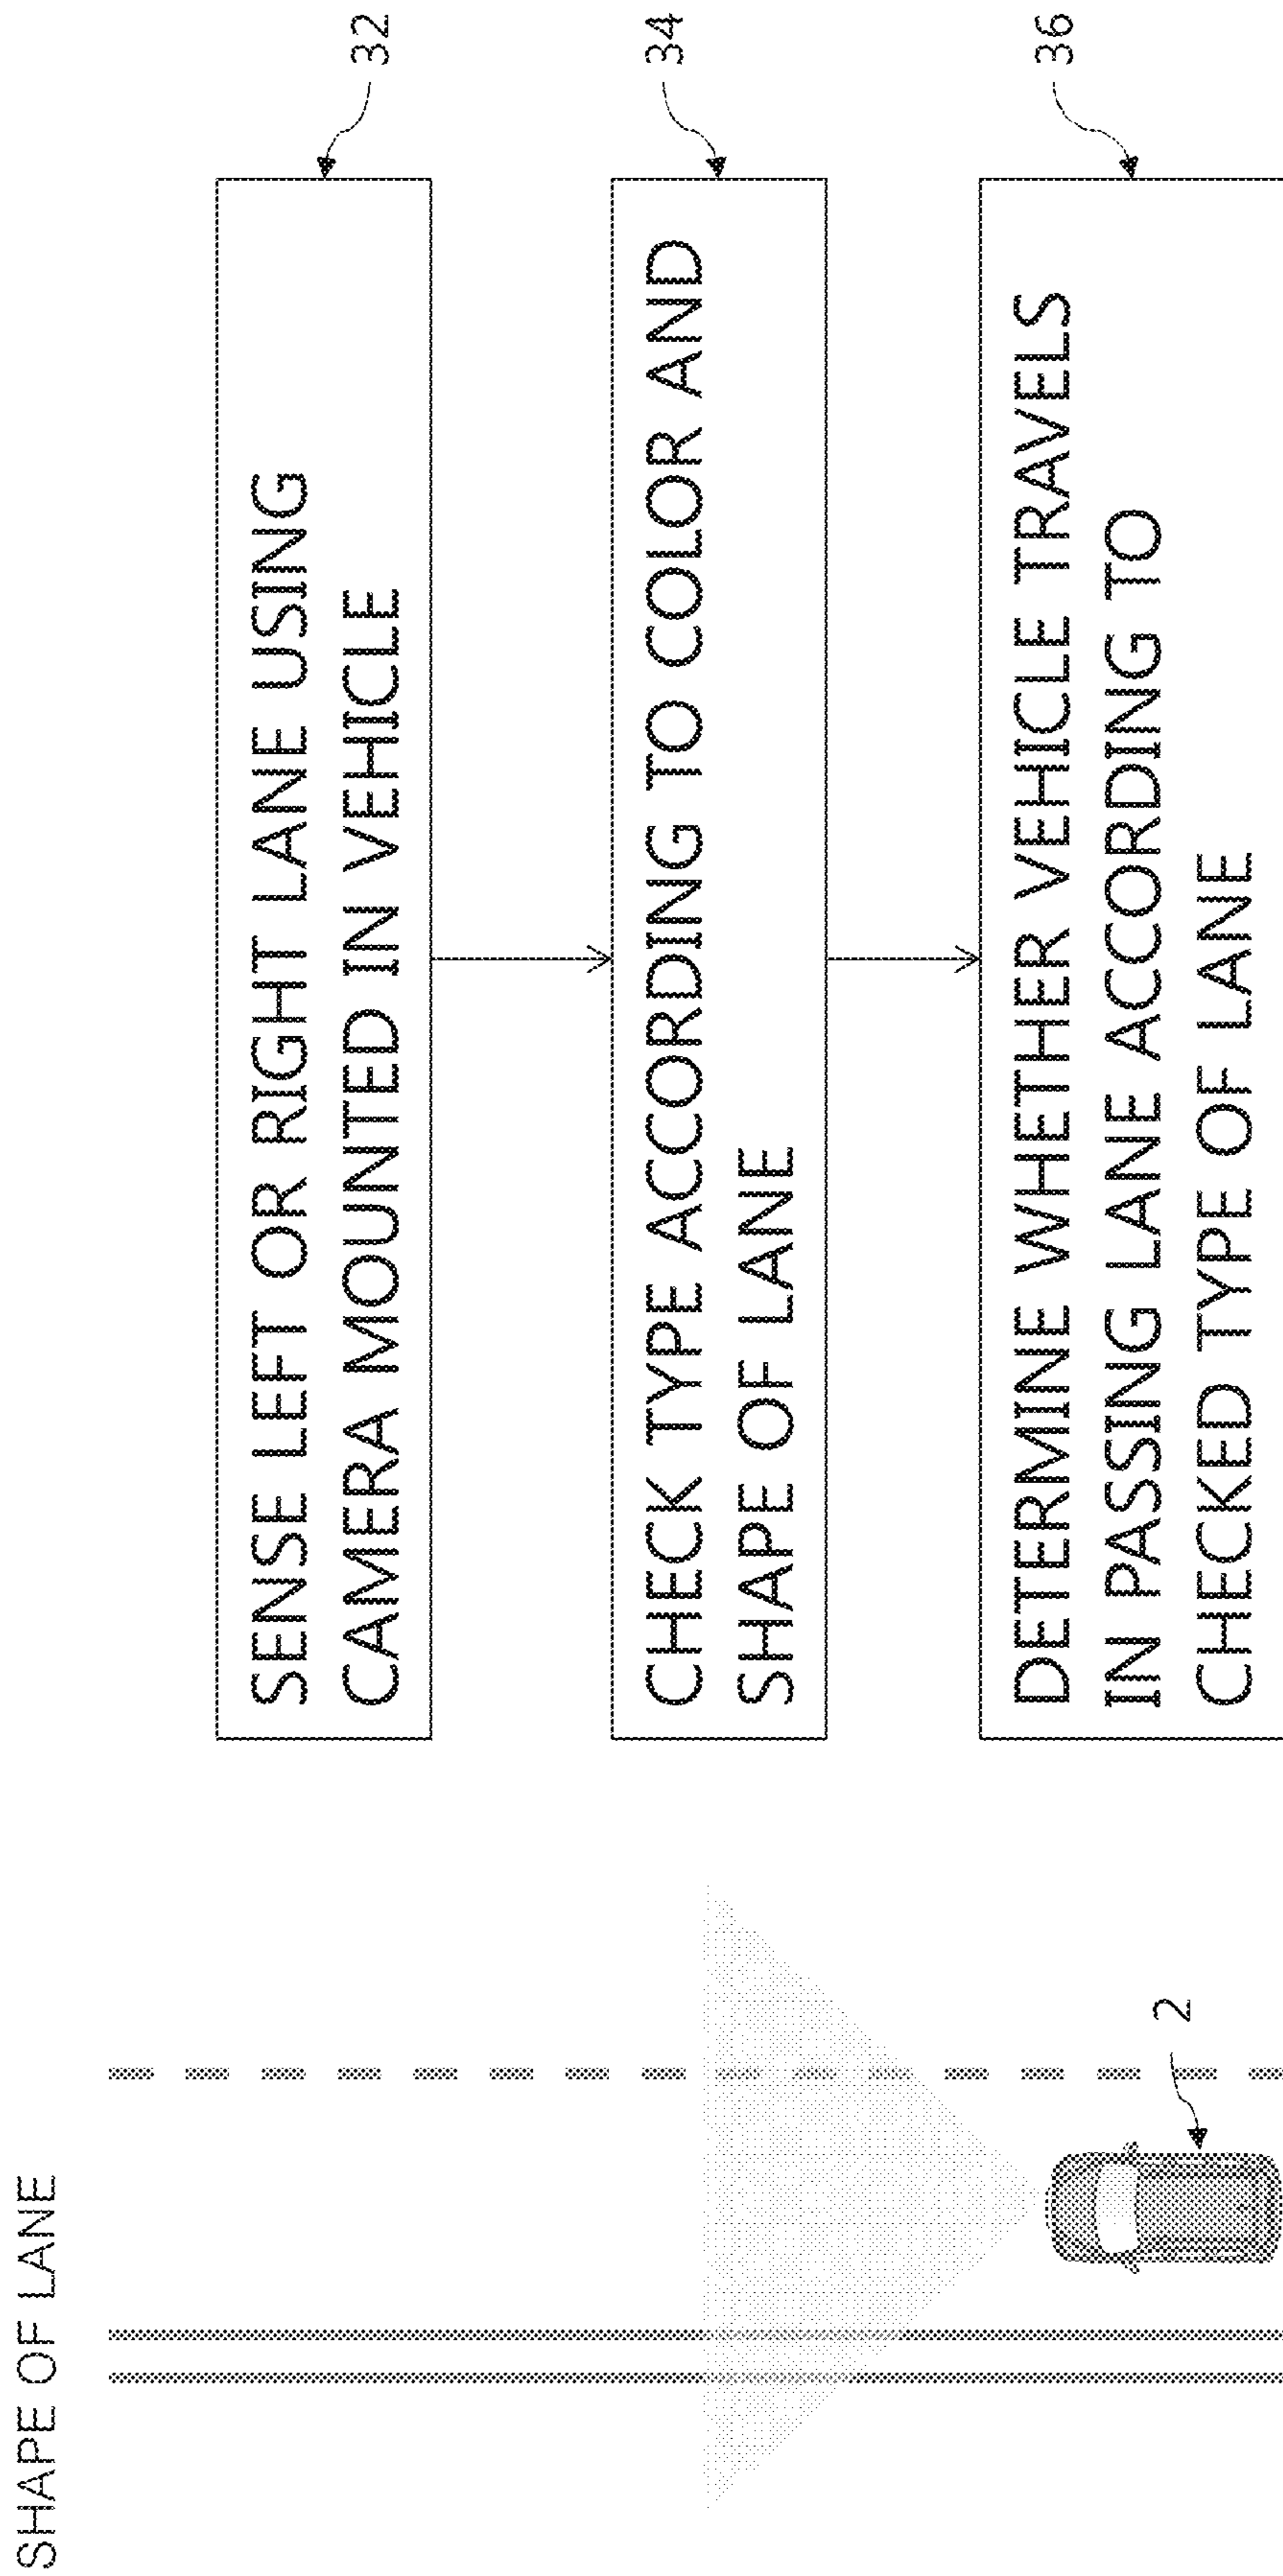 SHAPE OF LANE
2
SENSE LEFT OR RIGHT LANE USING
CAMERA MOUNTED IN VEHICLE
32
CHECK TYPE ACCORDING TO COLOR AND
SHAPE OF LANE
34
DETERMINE WHETHER VEHICLE TRAVELS
IN PASSING LANE ACCORDING TO
CHECKED TYPE OF LANE
36